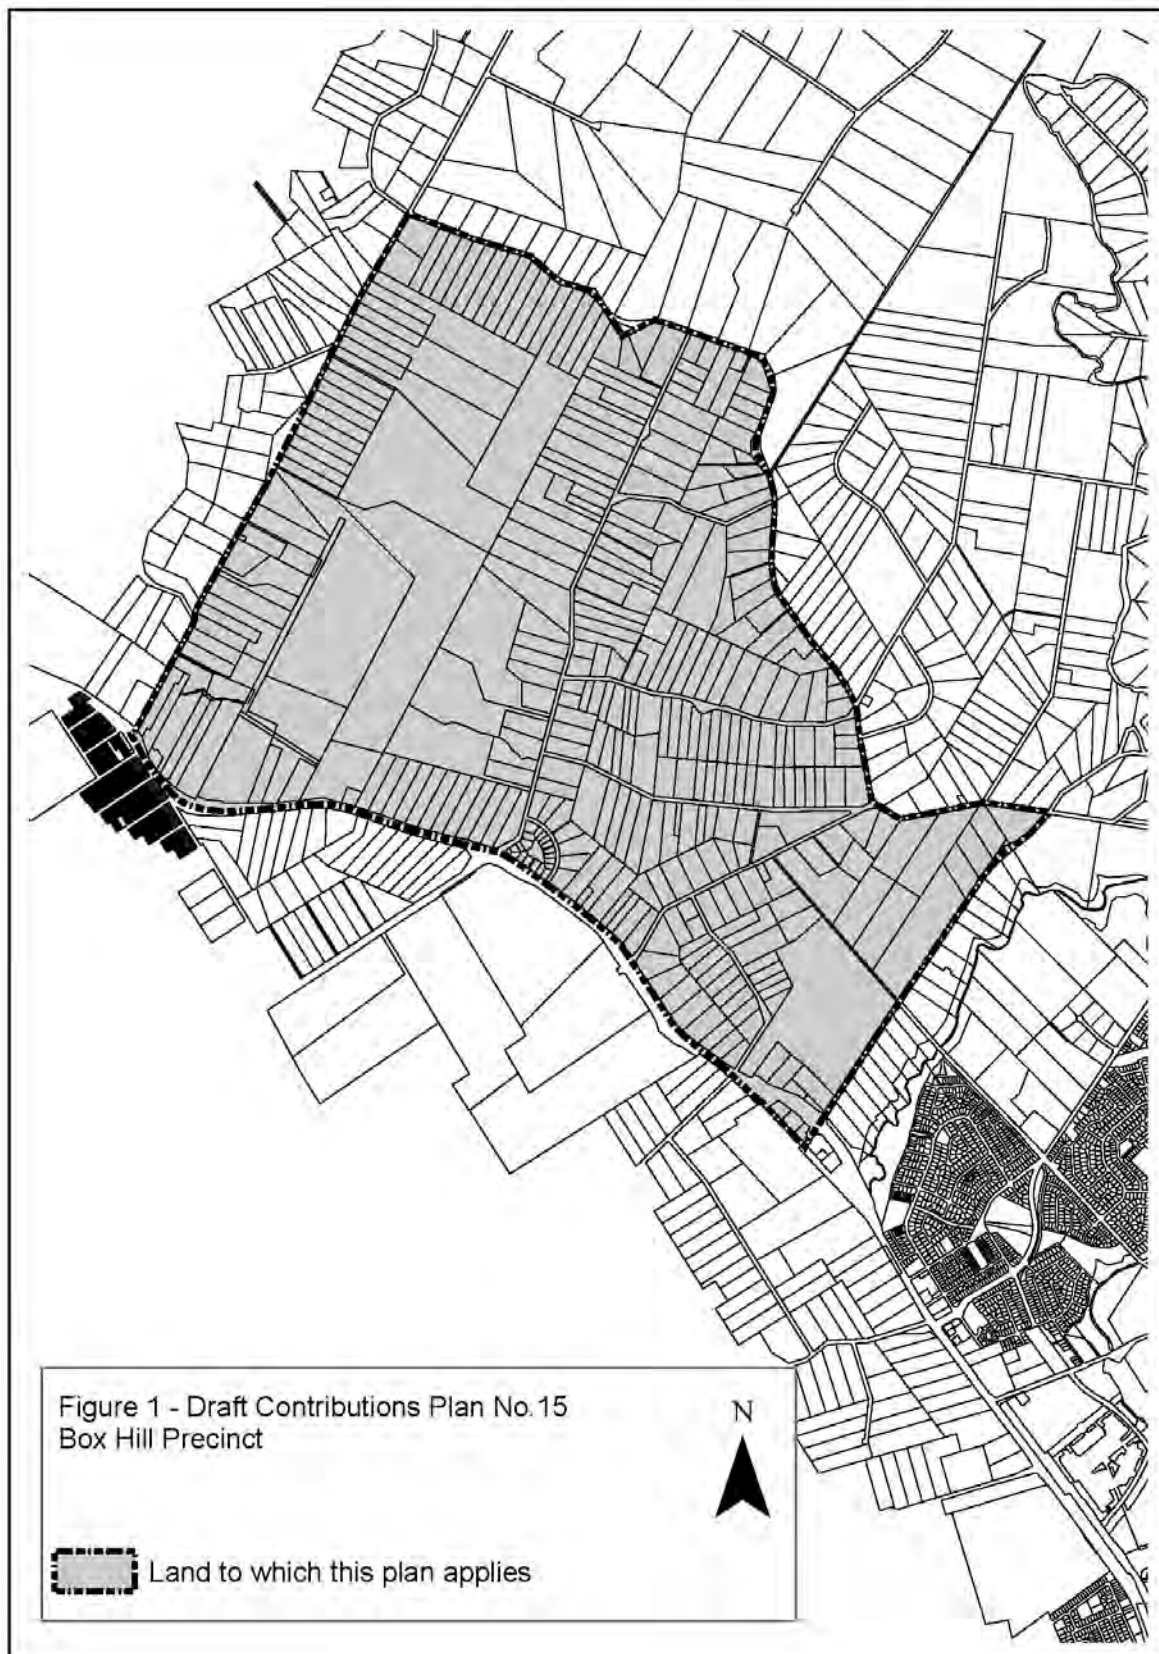 Figure 1 - Draft Contributions Plan No.15
Box Hill Precinct
N
Land to which this plan applies